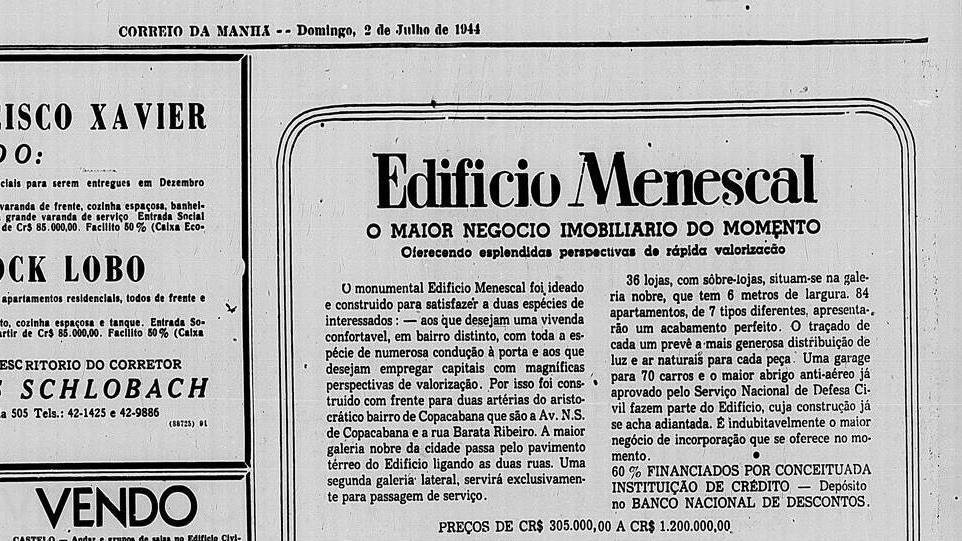 CORREIO DA MANHÃ -- Domingo, 2 de Julho de 1944
CISCO XAVIER
DO:
ciais para serem entregues em Dezembro
varanda de frente, cozinha espaçosa, banhei-
grande varanda de serviço Entrada Social
de Cr$ 85.000,00. Facilito 50% (Caixa Eco-
OCK LOBO
apartamentos residenciais, todos de frente e
to, cozinha espaçosa e tanque. Entrada So-
artir de Cr$ 85.000,00. Facilito 50% (Caixa
ESCRITORIO DO CORRETOR
S SCHLOBACH
a 505 Tels.: 42-1425 e 42-9886
(88725) 91
VENDO
CASTELO — Andar e grupos de salas no Edificio Civi-
Edificio Menescal
O MAIOR NEGOCIO IMOBILIARIO DO MOMENTO
Oferecendo esplendidas perspectivas de rápida valorização
O monumental Edificio Menescal foi ideado
e construido para satisfazer a duas espécies de
interessados : — aos que desejam uma vivenda
confortavel, em bairro distinto, com toda a es-
pécie de numerosa condução à porta e aos que
desejam empregar capitais com magníficas
perspectivas de valorização. Por isso foi cons-
truido com frente para duas artérias do aristo-
crático bairro de Copacabana que são a Av. N.S.
de Copacabana e a rua Barata Ribeiro. A maior
galeria nobre da cidade passa pelo pavimento
térreo do Edificio ligando as duas ruas. Uma
segunda galeria lateral, servirá exclusivamen-
te para passagem de serviço.
36 lojas, com sôbre-lojas, situam-se na gale-
ria nobre, que tem 6 metros de largura. 84
apartamentos, de 7 tipos diferentes, apresenta-
rão um acabamento perfeito. O traçado de
cada um prevê a mais generosa distribuição de
luz e ar naturais para cada peça. Uma garage
para 70 carros e o maior abrigo anti-aéreo já
aprovado pelo Serviço Nacional de Defesa Ci-
vil fazem parte do Edificio, cuja construção já
se acha adiantada. É indubitavelmente o maior
negócio de incorporação que se oferece no mo-
mento.
60 % FINANCIADOS POR CONCEITUADA
INSTITUIÇÃO DE CRÉDITO — Depósito
no BANCO NACIONAL DE DESCONTOS.
PREÇOS DE CR$ 305.000,00 A CR$ 1.200.000,00